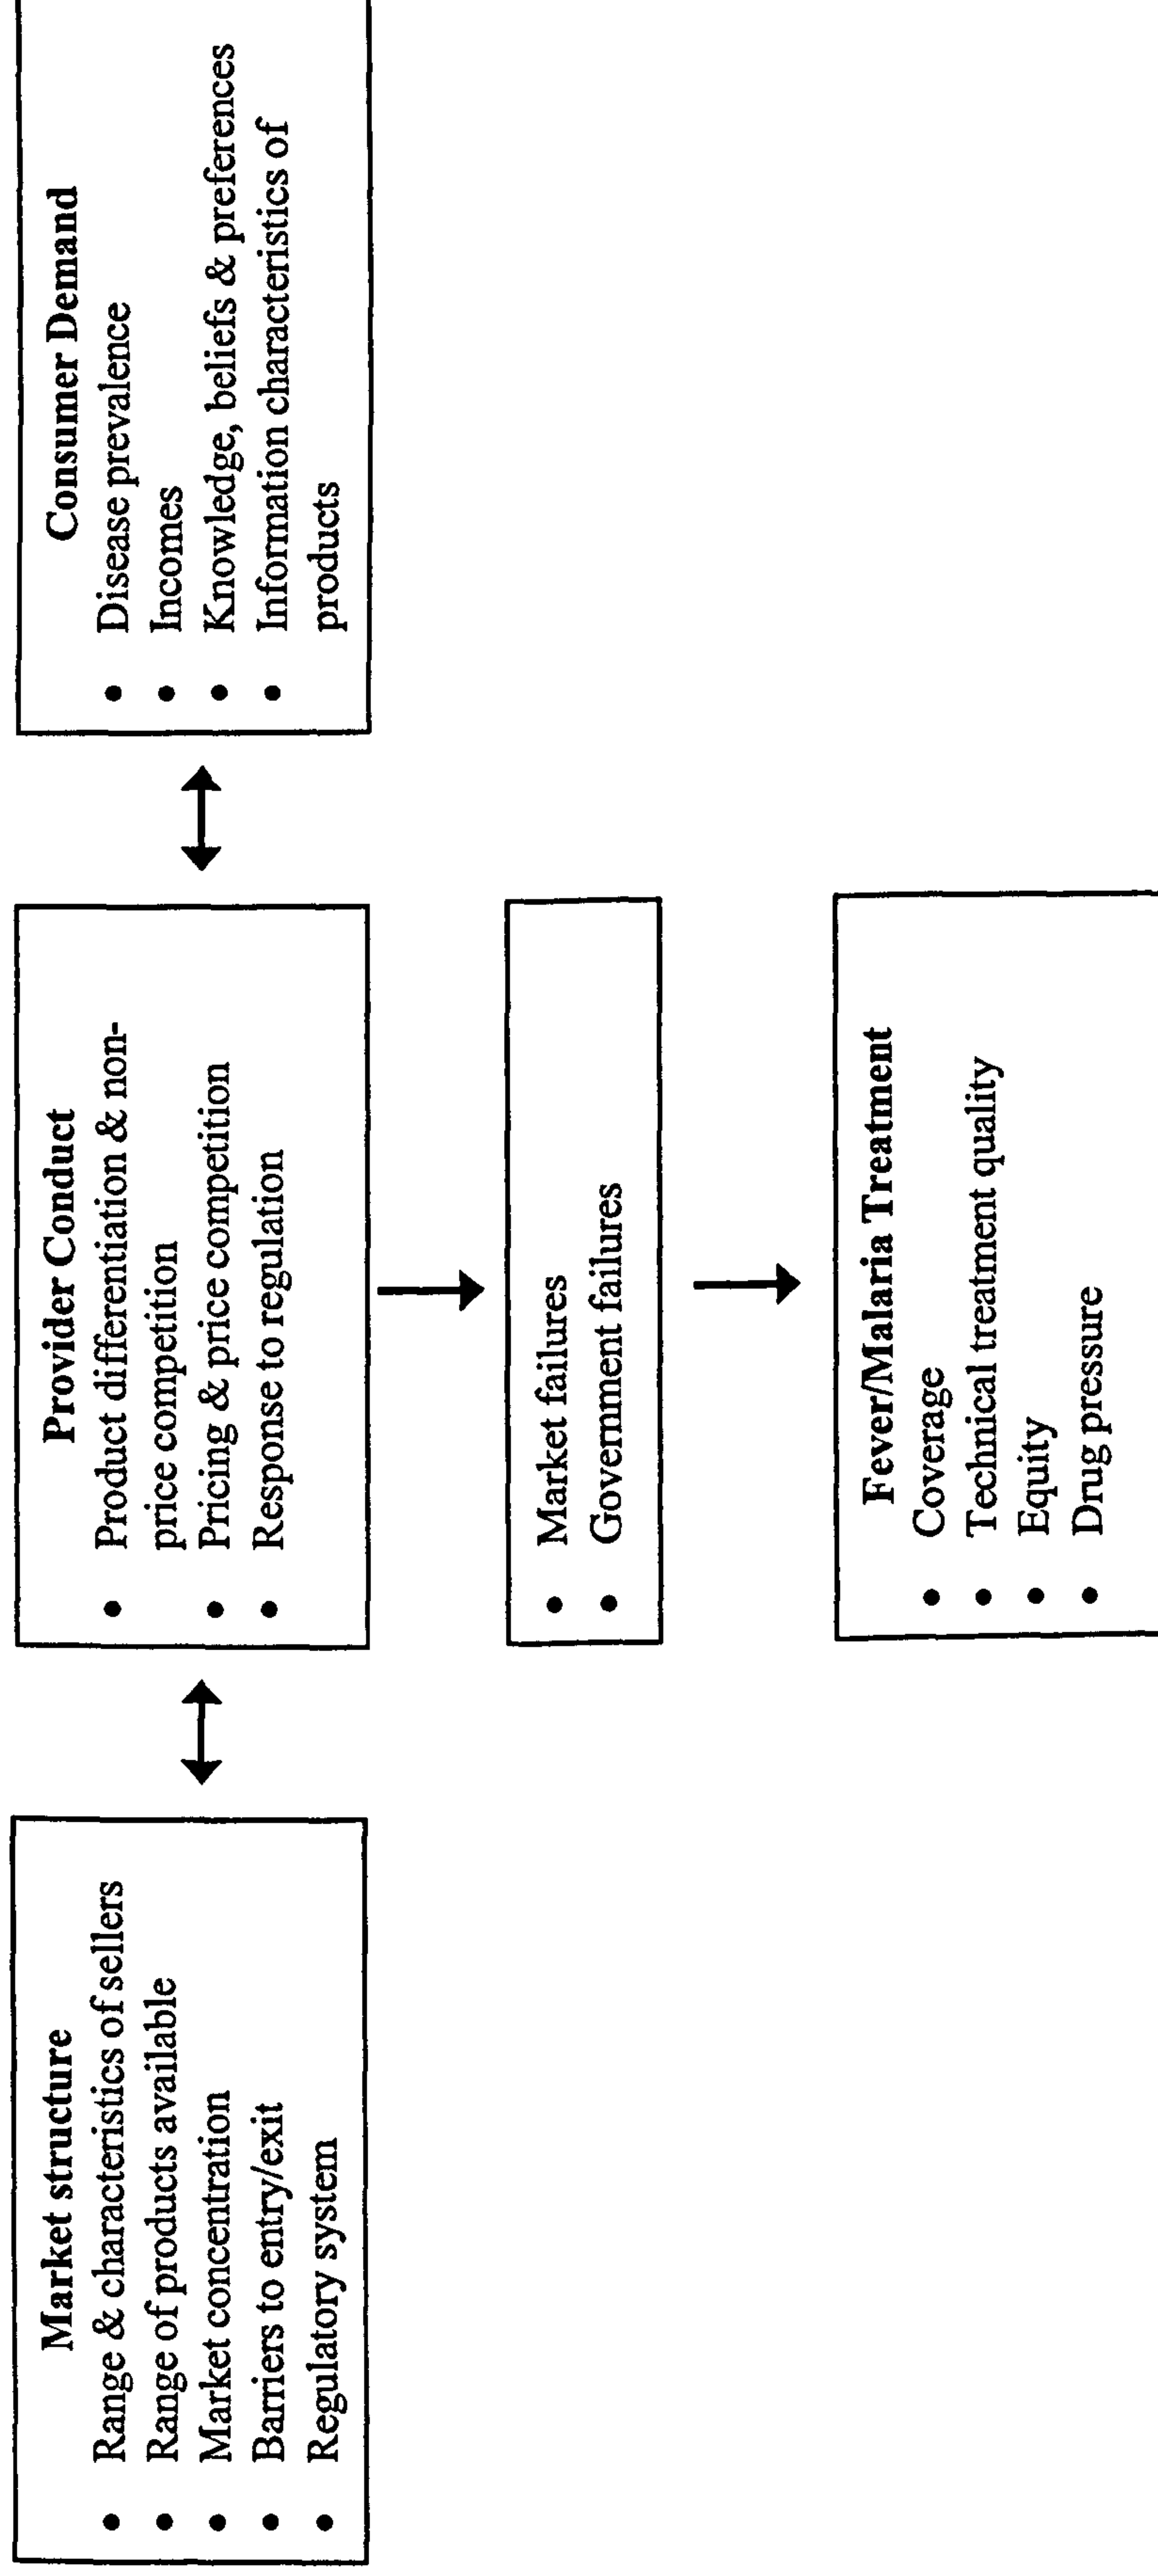 Market structure
• Range & characteristics of sellers
• Range of products available
• Market concentration
• Barriers to entry/exit
• Regulatory system
Provider Conduct
• Product differentiation & non-
price competition
• Pricing & price competition
• Response to regulation
Consumer Demand
• Disease prevalence
• Incomes
• Knowledge, beliefs & preferences
• Information characteristics of
products
• Market failures
• Government failures
Fever/Malaria Treatment
• Coverage
• Technical treatment quality
• Equity
• Drug pressure